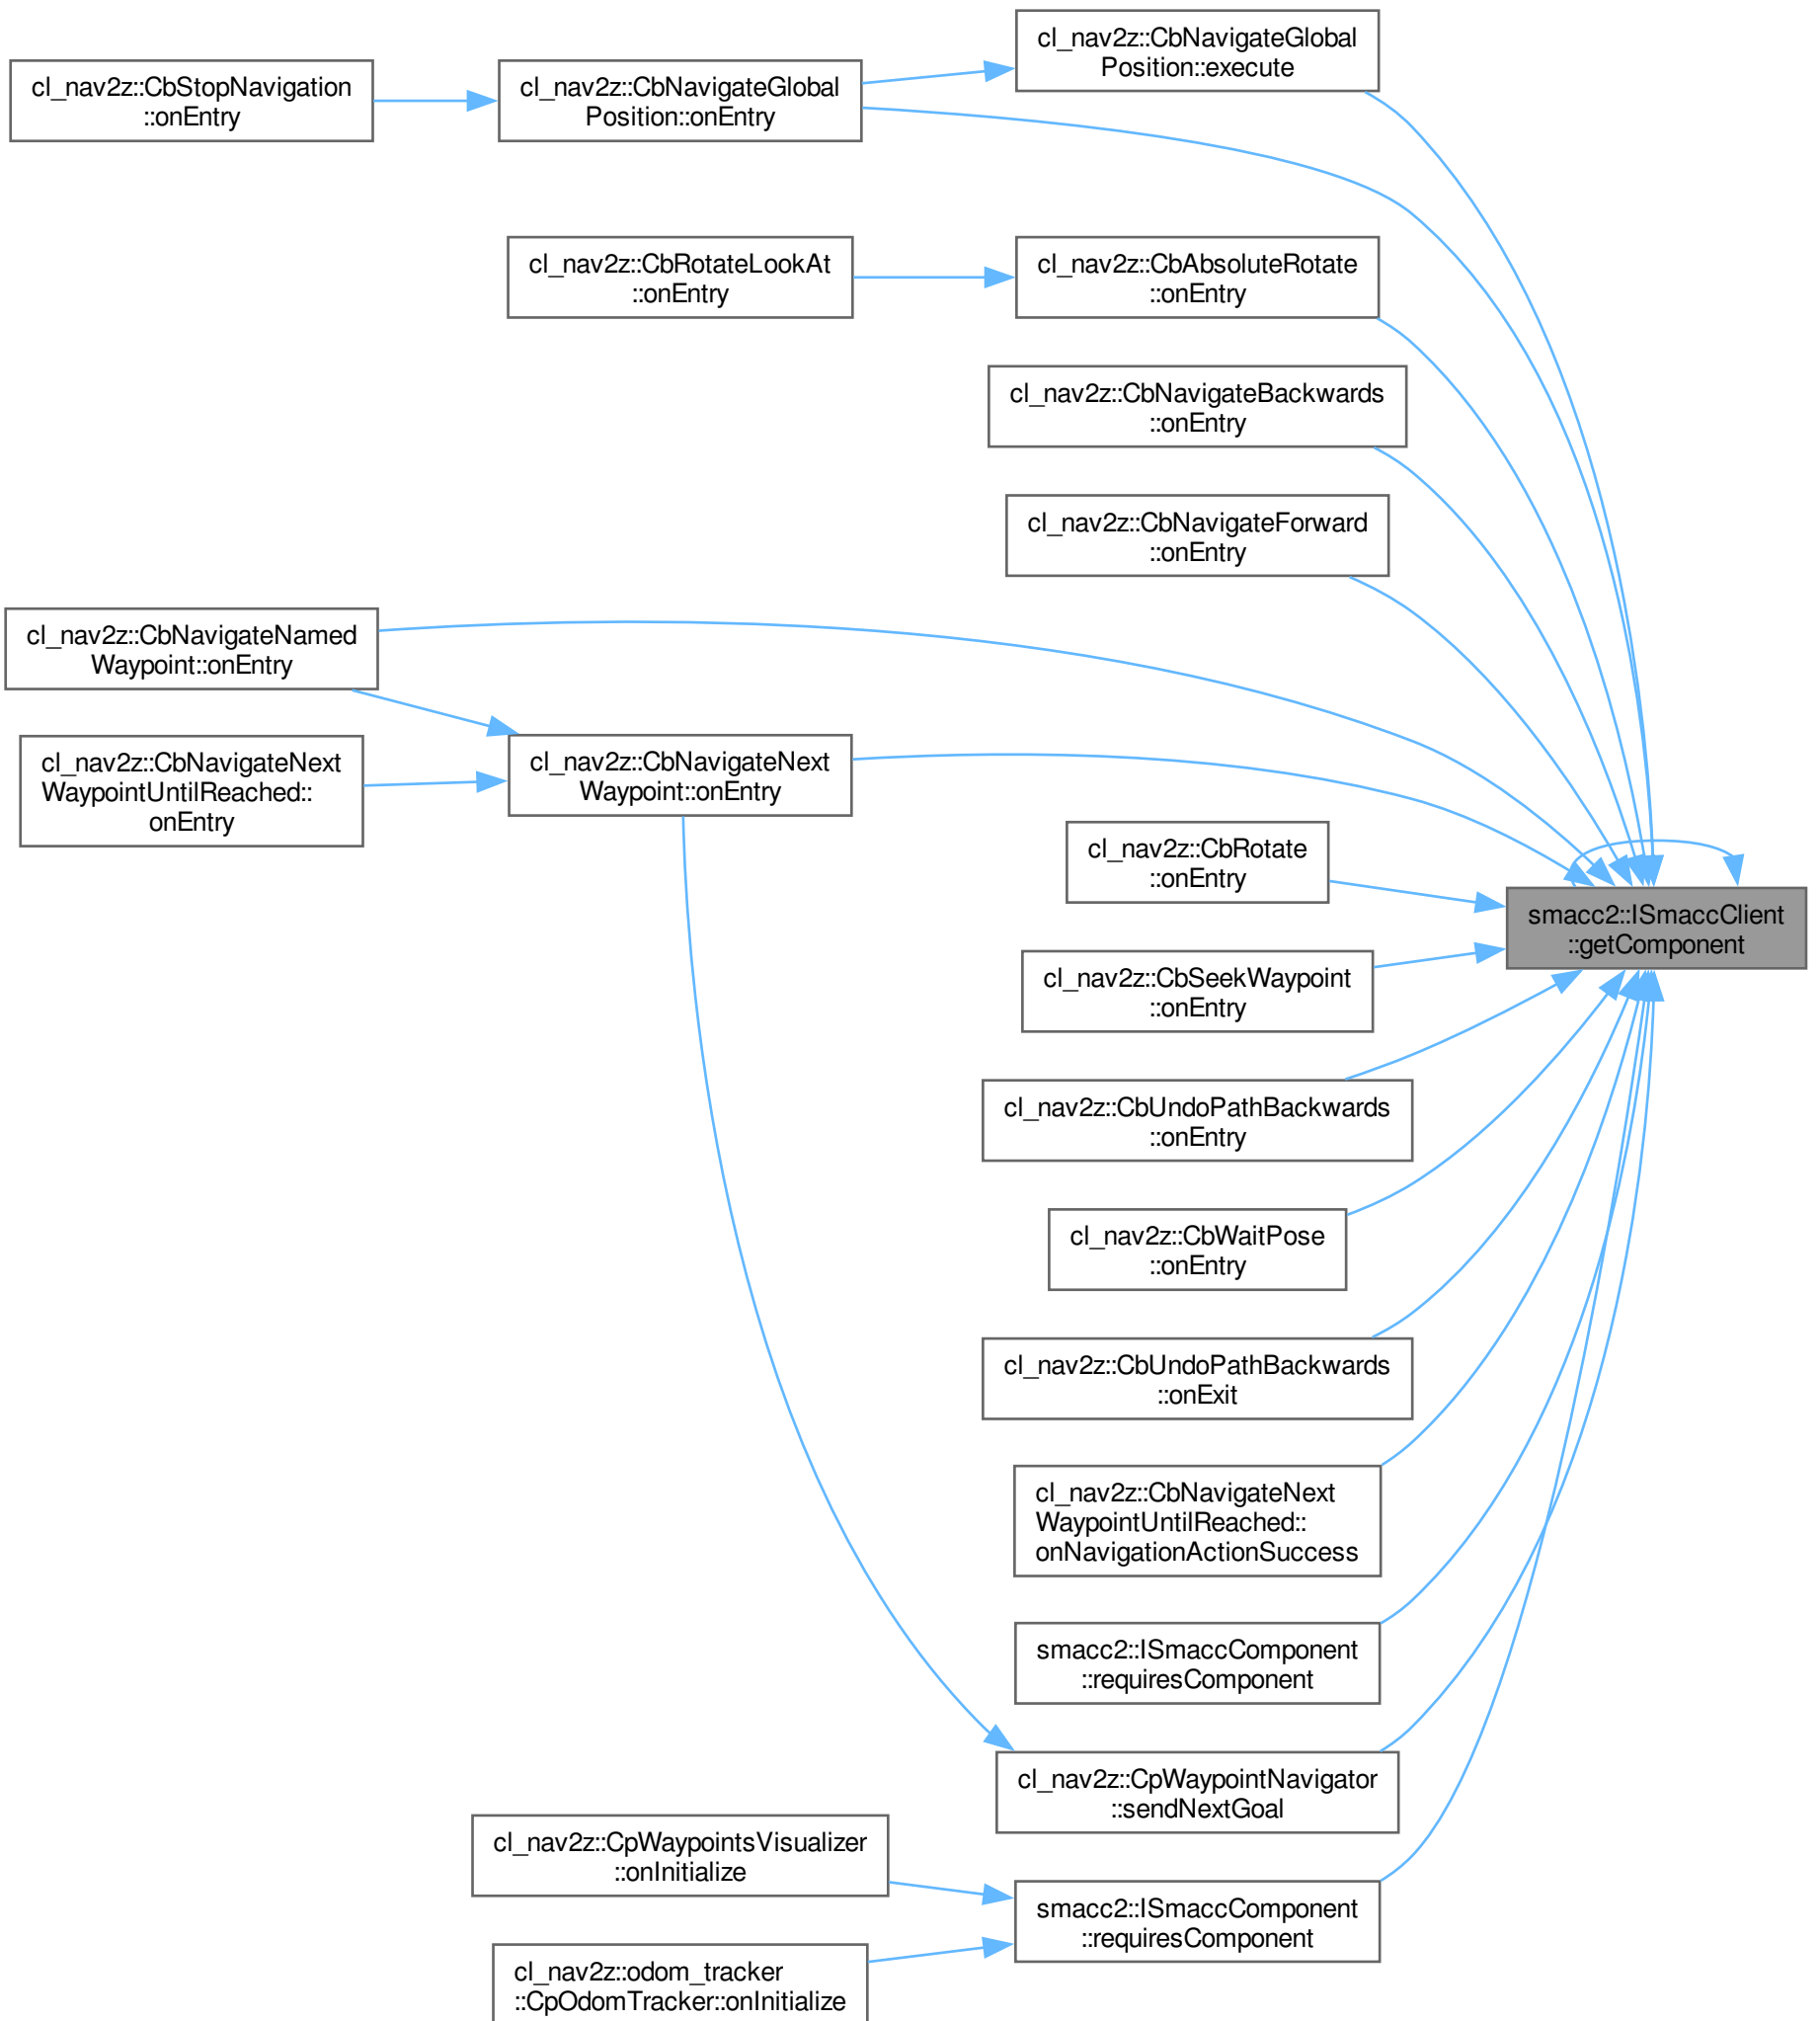 cl_nav2z::CbNavigateGlobal
Position::execute
cl_nav2z::CbStopNavigation
::onEntry
cl_nav2z::CbNavigateGlobal
Position::onEntry
cl_nav2z::CbRotateLookAt
::onEntry
cl_nav2z::CbAbsoluteRotate
::onEntry
cl_nav2z::CbNavigateBackwards
::onEntry
cl_nav2z::CbNavigateForward
::onEntry
cl_nav2z::CbNavigateNamed
Waypoint::onEntry
cl_nav2z::CbNavigateNext
WaypointUntilReached::
onEntry
cl_nav2z::CbNavigateNext
Waypoint::onEntry
cl_nav2z::CbRotate
::onEntry
smacc2::ISmaccClient
::getComponent
cl_nav2z::CbSeekWaypoint
::onEntry
cl_nav2z::CbUndoPathBackwards
::onEntry
cl_nav2z::CbWaitPose
::onEntry
cl_nav2z::CbUndoPathBackwards
::onExit
cl_nav2z::CbNavigateNext
WaypointUntilReached::
onNavigationActionSuccess
smacc2::ISmaccComponent
::requiresComponent
cl_nav2z::CpWaypointNavigator
::sendNextGoal
cl_nav2z::CpWaypointsVisualizer
::onInitialize
smacc2::ISmaccComponent
::requiresComponent
cl_nav2z::odom_tracker
::CpOdomTracker::onInitialize